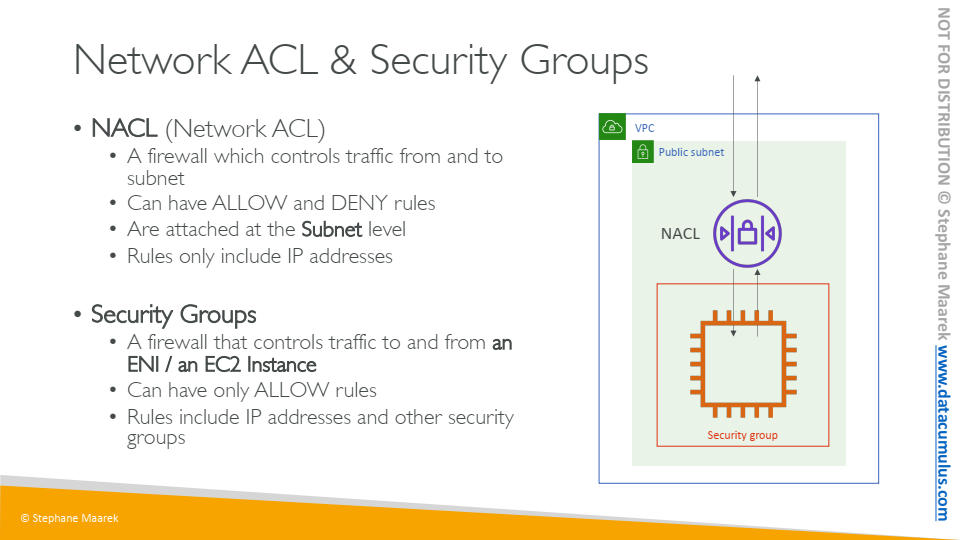 Network ACL & Security Groups
• NACL (Network ACL)
• A firewall which controls traffic from and to
subnet
• Can have ALLOW and DENY rules
• Are attached at the Subnet level
• Rules only include IP addresses
• Security Groups
• A firewall that controls traffic to and from an
ENI / an EC2 Instance
• Can have only ALLOW rules
• Rules include IP addresses and other security
groups
VPC
Public subnet
NACL
Security group
© Stephane Maarek
NOT FOR DISTRIBUTION © Stephane Maarek www.datacumulus.com